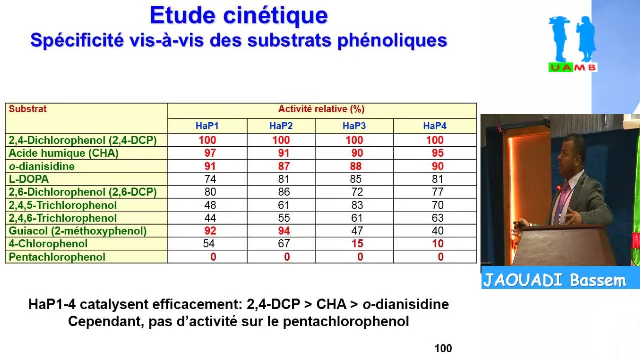 Etude cinétique
Spécificité vis-à-vis des substrats phénoliques
UAMB
Substrat Activité relative (%)
HaP1 HaP2 HaP3 HaP4
2,4-Dichlorophenol (2,4-DCP) 100 100 100 100
Acide humique (CHA) 97 91 90 95
o-dianisidine 91 87 88 90
L-DOPA 74 81 85 81
2,6-Dichlorophenol (2,6-DCP) 80 86 72 77
2,4,5-Trichlorophenol 48 61 83 70
2,4,6-Trichlorophenol 44 55 61 63
Guiacol (2-méthoxyphenol) 92 94 47 40
4-Chlorophenol 54 67 15 10
Pentachlorophenol 0 0 0 0
JAOUADI Bassem
HaP1-4 catalysent efficacement: 2,4-DCP > CHA > o-dianisidine
Cependant, pas d’activité sur le pentachlorophenol
100